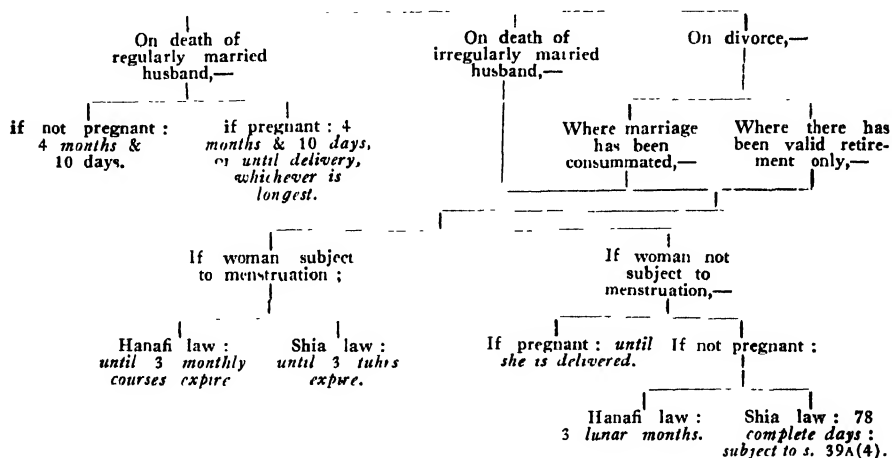 On death of
regularly married
husband,—
On death of
irregularly married
husband,—
On divorce,—
if not pregnant :
4 months &
10 days.
if pregnant : 4
months & 10 days,
or until delivery,
whichever is
longest.
Where marriage
has been
consummated,—
Where there has
been valid retire-
ment only,—
If woman subject
to menstruation ;
If woman not
subject to
menstruation,—
Hanafi law :
until 3 monthly
courses expire
Shia law :
until 3 tuhrs
expire.
If pregnant : until
she is delivered.
If not pregnant :
Hanafi law :
3 lunar months.
Shia law : 78
complete days :
subject to s. 39A(4).